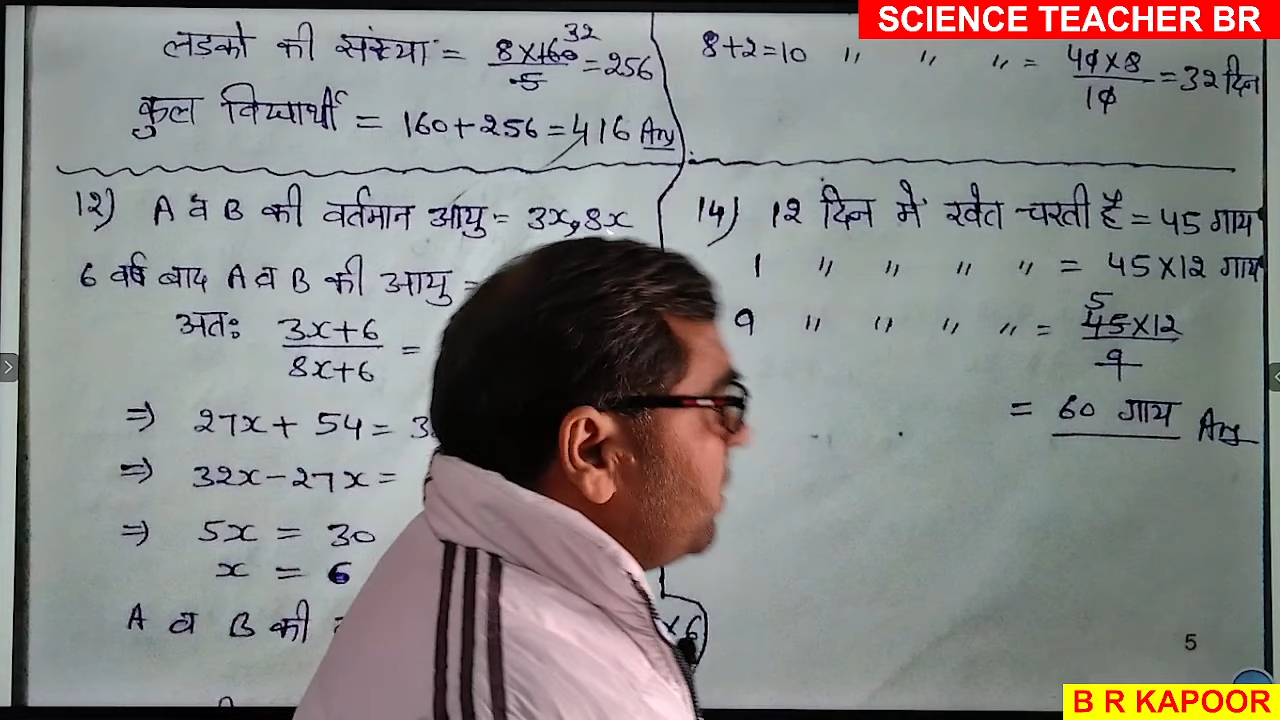 SCIENCE TEACHER BR
लडको की संख्या = 8×160/5 = 256
32
कुल विद्यार्थी = 160+256=416 Ans
12) A व B की वर्तमान आयु = 3x, 8x
6 वर्ष बाद A व B की आयु =
अतः 3x+6/8x+6 =
⇒ 27x + 54 = 3
⇒ 32x-27x =
⇒ 5x = 30
x = 6
A व B की
×6
8+2=10 " " " = 40×8/10 = 32 दिन
14) 12 दिन में खेत चरती है = 45 गाय
1 " " " " = 45×12 गाय
9 " " " " = 45×12/9
5
= 60 गाय Ans
5
B R KAPOOR